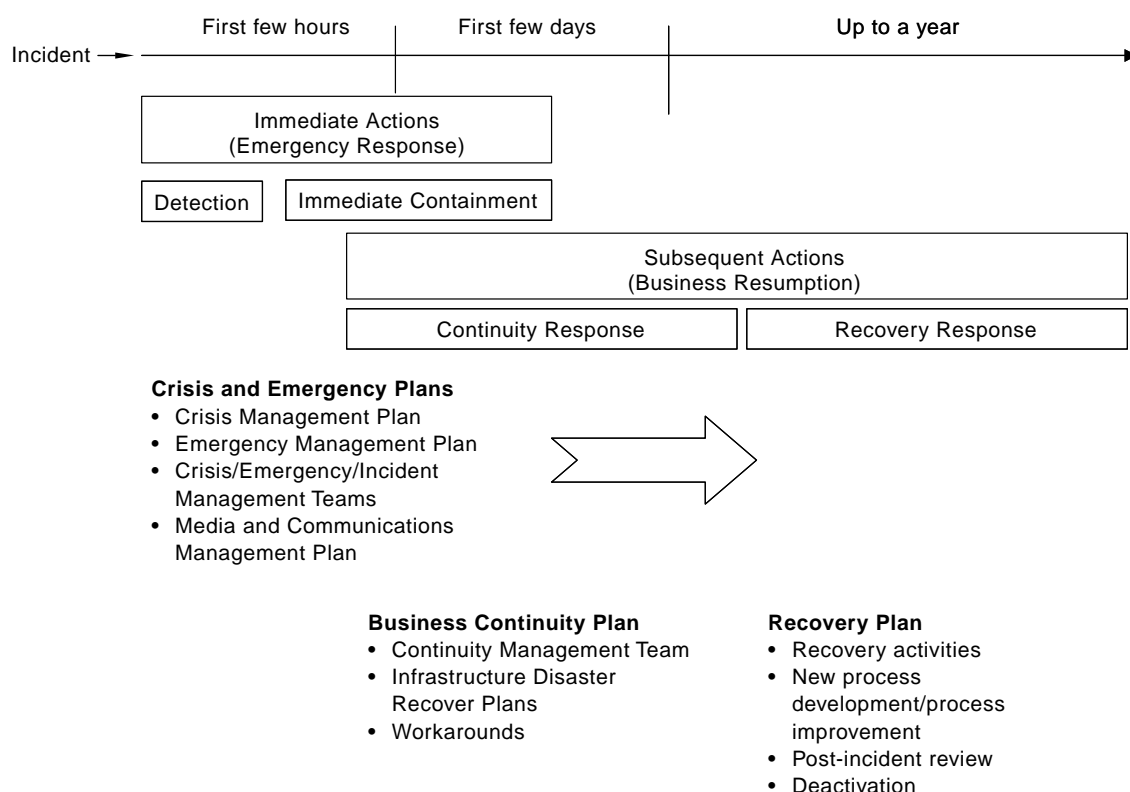 First few hours
First few days
Up to a year
Incident
Immediate Actions
(Emergency Response)
Detection
Immediate Containment
Subsequent Actions
(Business Resumption)
Continuity Response
Recovery Response
Crisis and Emergency Plans
• Crisis Management Plan
• Emergency Management Plan
• Crisis/Emergency/Incident
Management Teams
• Media and Communications
Management Plan
Business Continuity Plan
• Continuity Management Team
• Infrastructure Disaster
Recover Plans
• Workarounds
Recovery Plan
• Recovery activities
• New process
development/process
improvement
• Post-incident review
• Deactivation